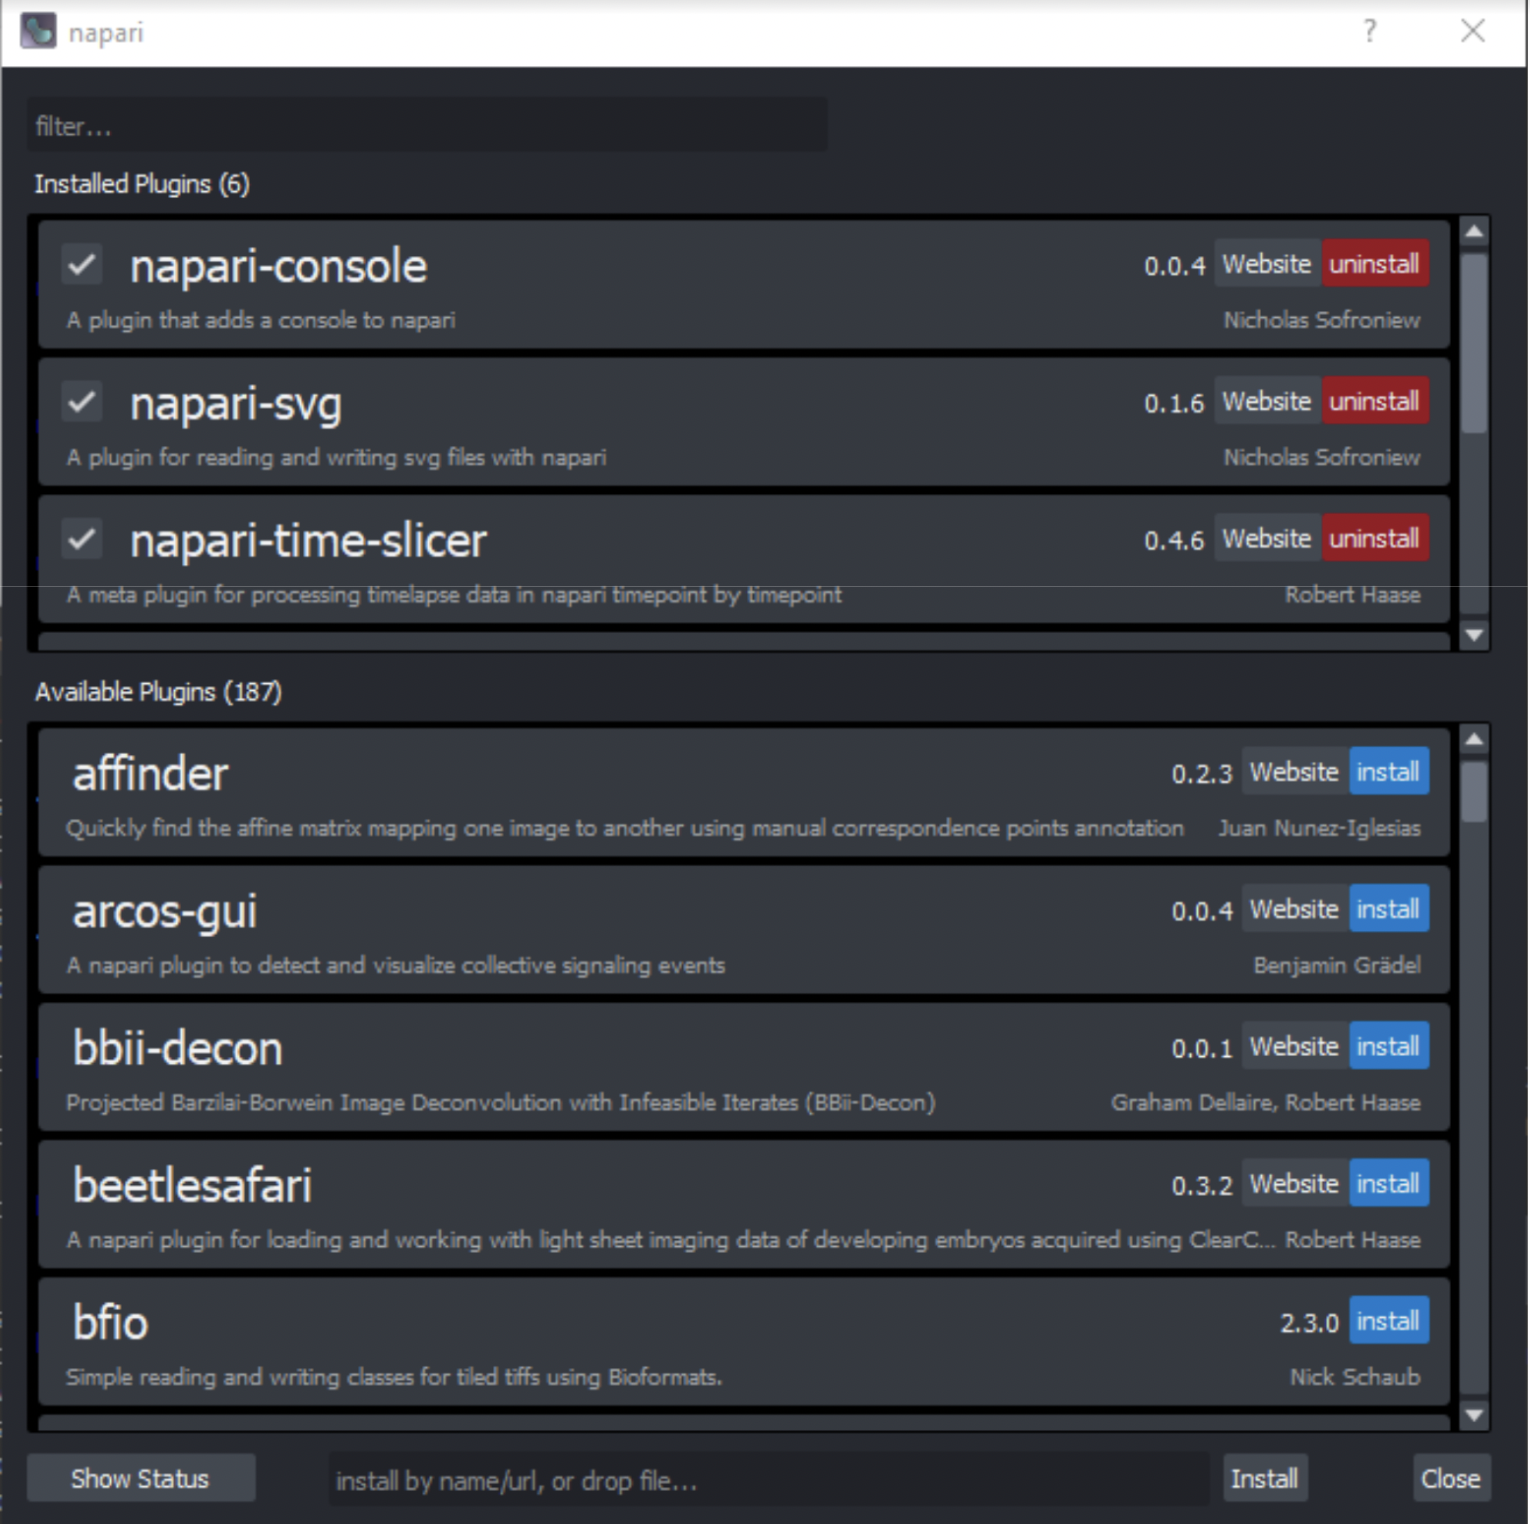 napari
?
filter...
Installed Plugins (6)
napari-console 0.0.4 Website uninstall
A plugin that adds a console to napari Nicholas Sofroniew
napari-svg 0.1.6 Website uninstall
A plugin for reading and writing svg files with napari Nicholas Sofroniew
napari-time-slicer 0.4.6 Website uninstall
A meta plugin for processing timelapse data in napari timepoint by timepoint Robert Haase
Available Plugins (187)
affinder 0.2.3 Website install
Quickly find the affine matrix mapping one image to another using manual correspondence points annotation Juan Nunez-Iglesias
arcos-gui 0.0.4 Website install
A napari plugin to detect and visualize collective signaling events Benjamin Grädel
bbii-decon 0.0.1 Website install
Projected Barzilai-Borwein Image Deconvolution with Infeasible Iterates (BBii-Decon) Graham Dellaire, Robert Haase
beetlesafari 0.3.2 Website install
A napari plugin for loading and working with light sheet imaging data of developing embryos acquired using ClearC... Robert Haase
bfio 2.3.0 install
Simple reading and writing classes for tiled tiffs using Bioformats. Nick Schaub
Show Status install by name/url, or drop file... Install Close